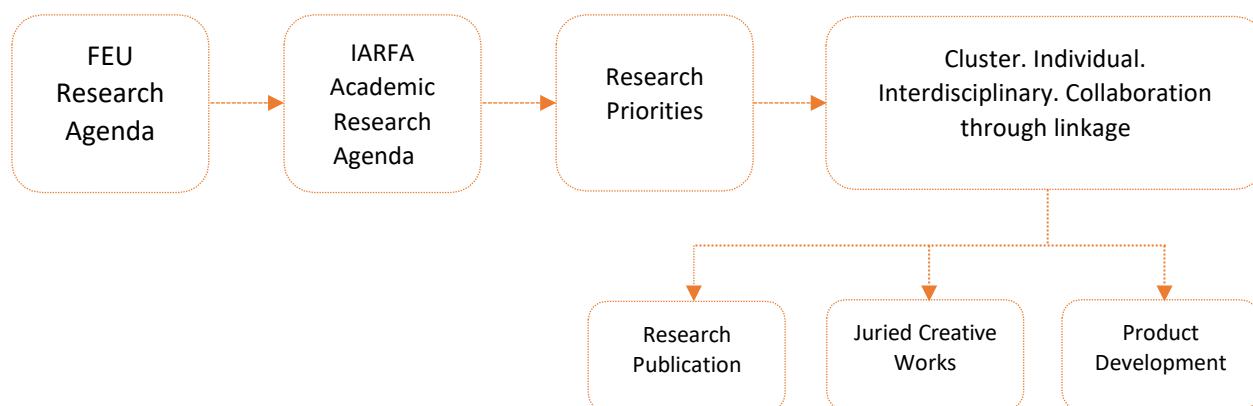 FEU
Research
Agenda
IARFA
Academic
Research
Agenda
Research
Priorities
Cluster. Individual.
Interdisciplinary. Collaboration
through linkage
Research
Publication
Juried Creative
Works
Product
Development